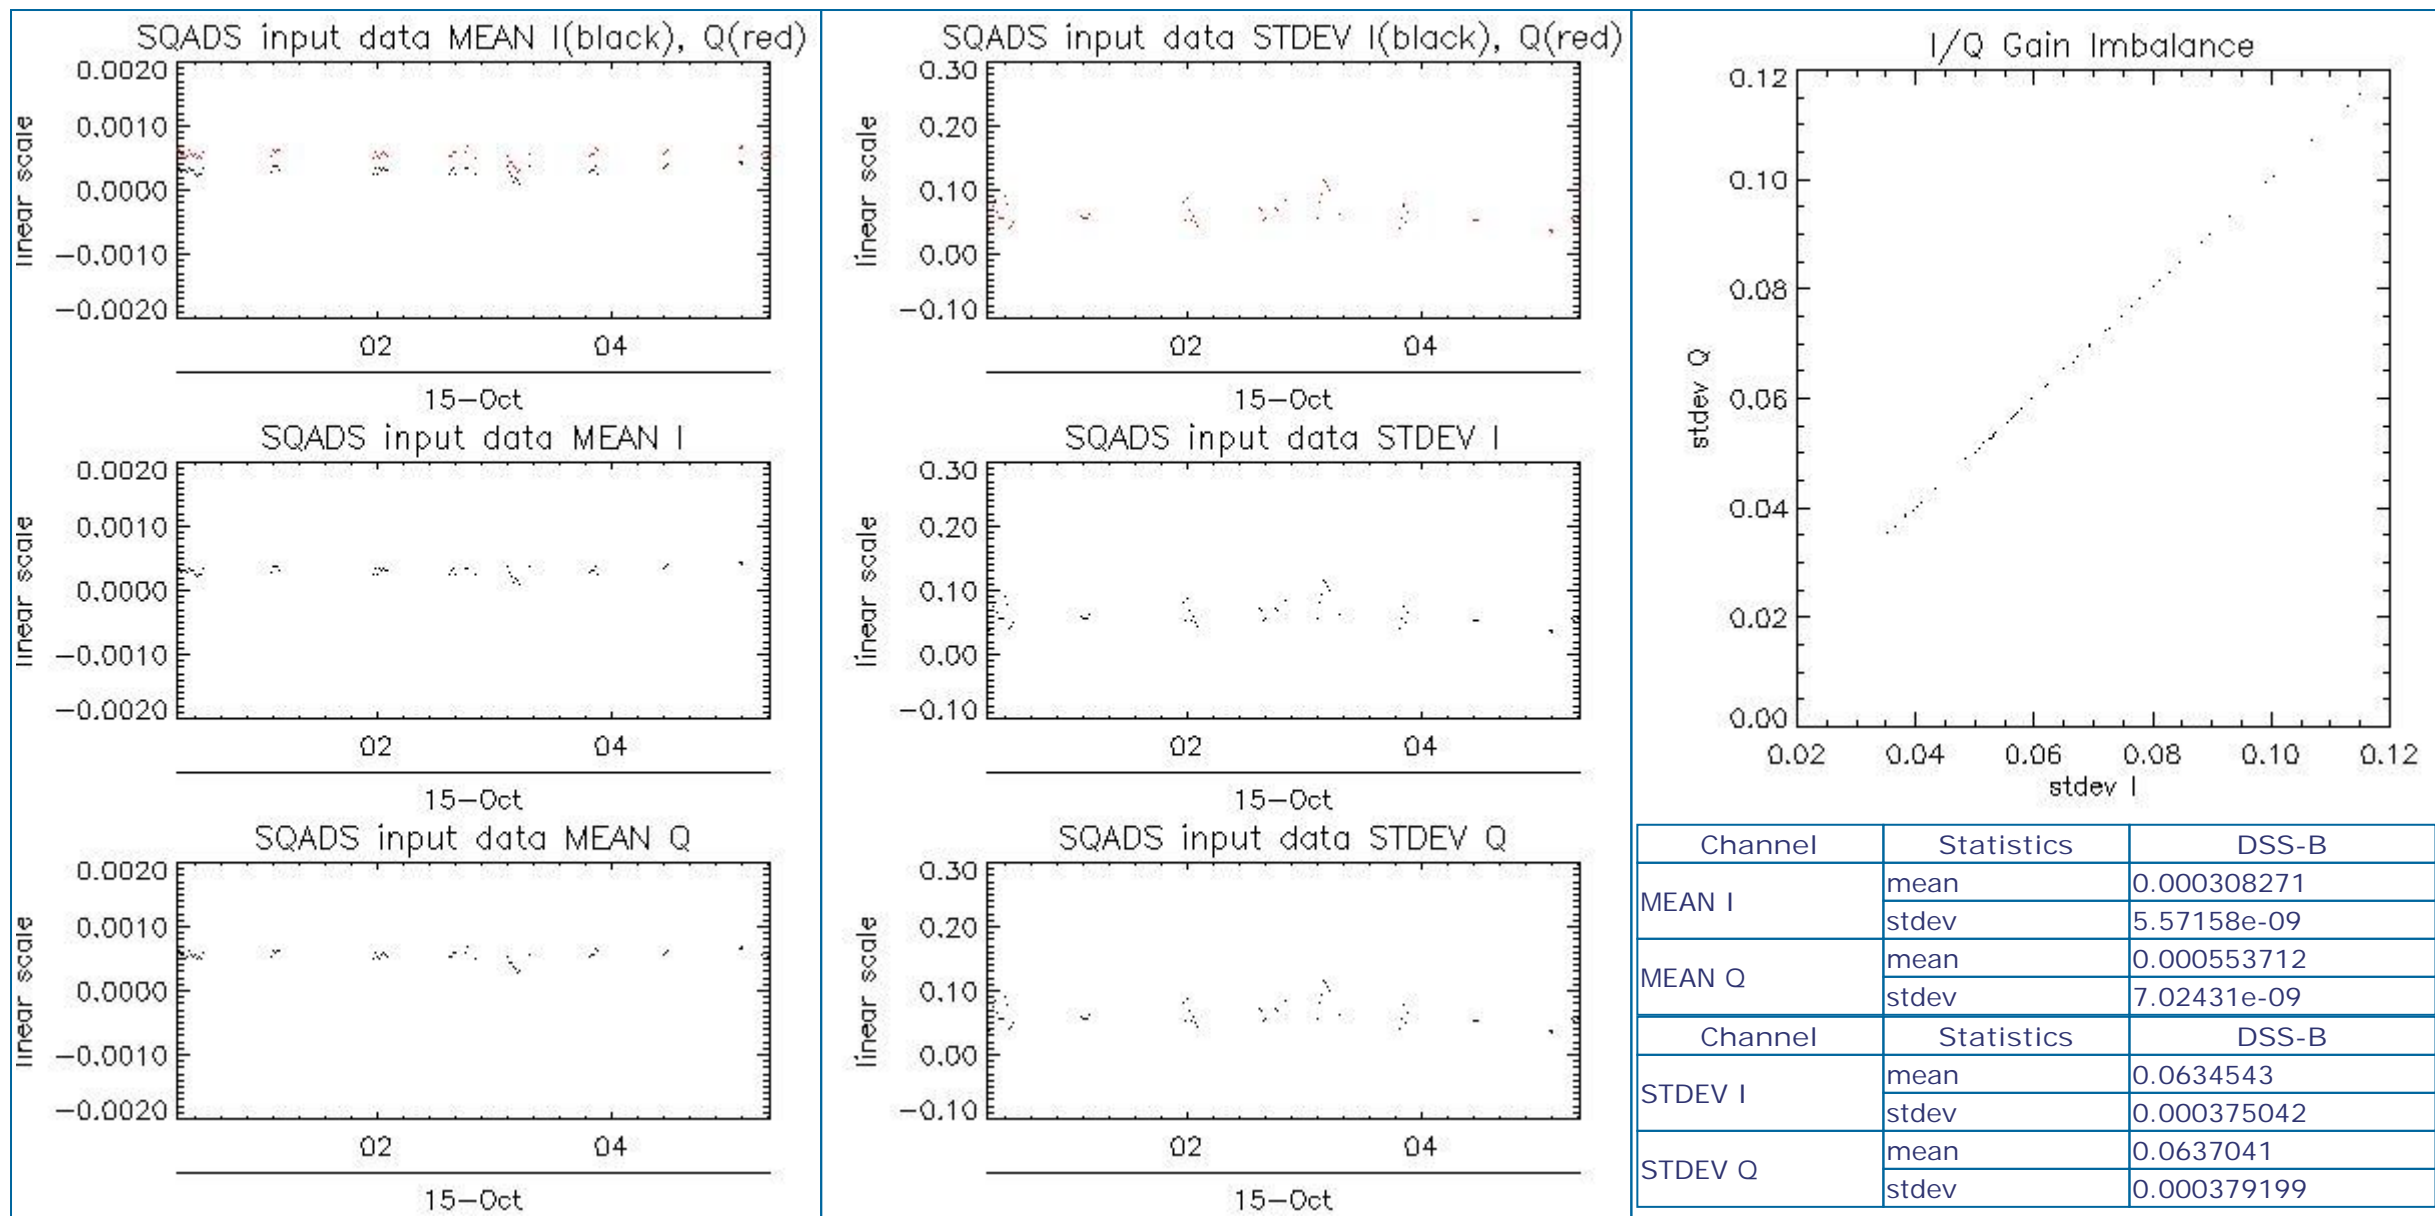 SQADS input data MEAN I(black), Q(red)
linear scale
0.0020
0.0010
0.0000
−0.0010
−0.0020
02 04
15−Oct
SQADS input data MEAN I
linear scale
0.0020
0.0010
0.0000
−0.0010
−0.0020
02 04
15−Oct
SQADS input data MEAN Q
linear scale
0.0020
0.0010
0.0000
−0.0010
−0.0020
02 04
15−Oct
SQADS input data STDEV I(black), Q(red)
linear scale
0.30
0.20
0.10
0.00
−0.10
02 04
15−Oct
SQADS input data STDEV I
linear scale
0.30
0.20
0.10
0.00
−0.10
02 04
15−Oct
SQADS input data STDEV Q
linear scale
0.30
0.20
0.10
0.00
−0.10
02 04
15−Oct
I/Q Gain Imbalance
stdev Q
0.12
0.10
0.08
0.06
0.04
0.02
0.00
0.02 0.04 0.06 0.08 0.10 0.12
stdev I
Channel Statistics DSS-B
MEAN I mean 0.000308271
stdev 5.57158e-09
MEAN Q mean 0.000553712
stdev 7.02431e-09
Channel Statistics DSS-B
STDEV I mean 0.0634543
stdev 0.000375042
STDEV Q mean 0.0637041
stdev 0.000379199